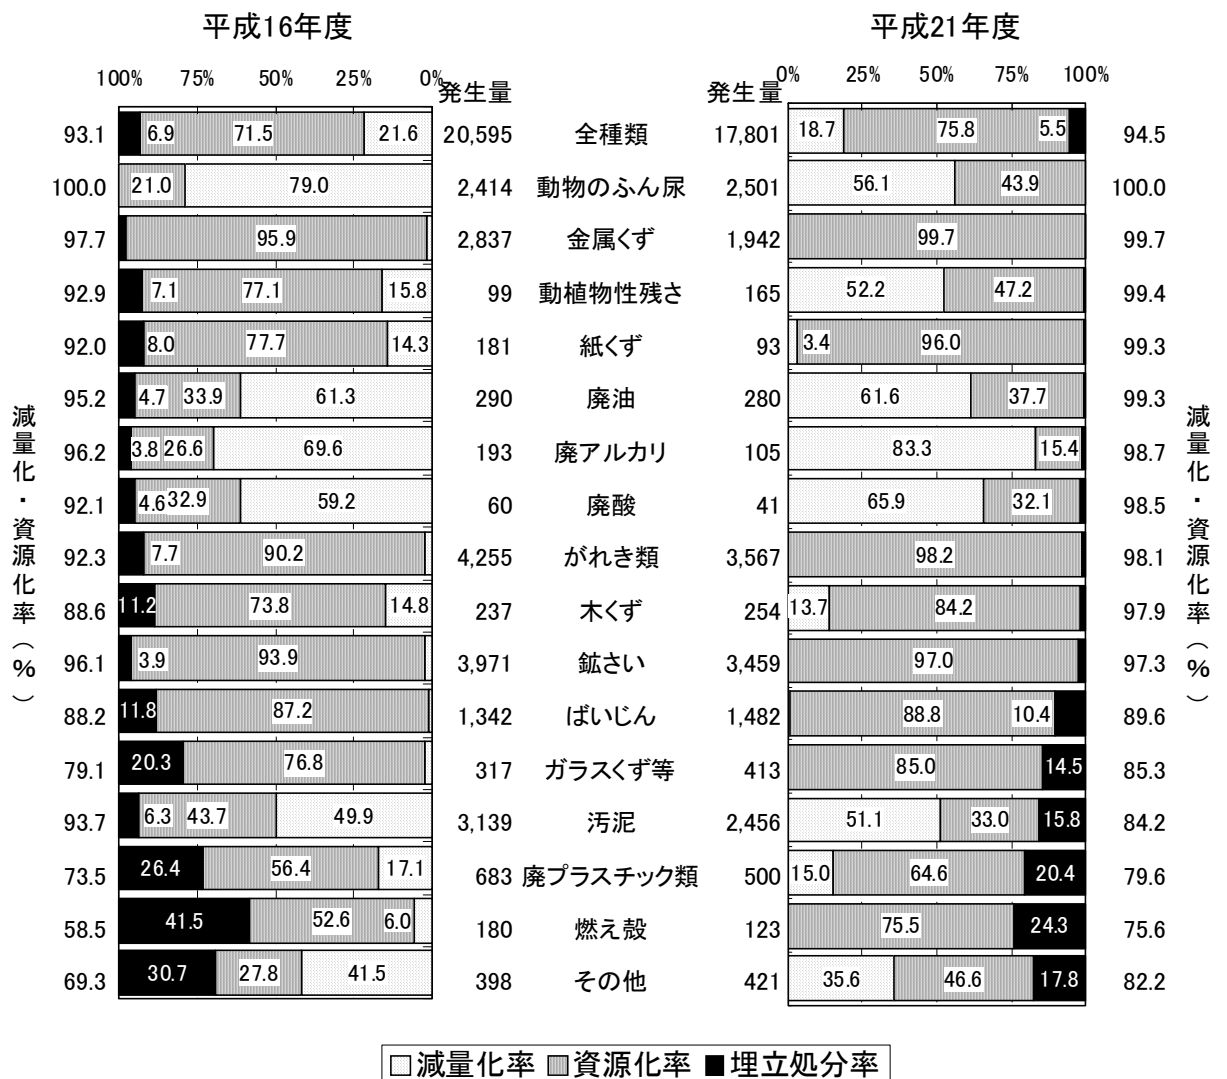 平成16年度 平成21年度
100% 75% 50% 25% 0% 発生量 発生量 0% 25% 50% 75% 100%
93.1 6.9 71.5 21.6 20,595 全種類 17,801 18.7 75.8 5.5 94.5
100.0 21.0 79.0 2,414 動物のふん尿 2,501 56.1 43.9 100.0
97.7 95.9 2,837 金属くず 1,942 99.7 99.7
92.9 7.1 77.1 15.8 99 動植物性残さ 165 52.2 47.2 99.4
92.0 8.0 77.7 14.3 181 紙くず 93 3.4 96.0 99.3
95.2 4.7 33.9 61.3 290 廃油 280 61.6 37.7 99.3
96.2 3.8 26.6 69.6 193 廃アルカリ 105 83.3 15.4 98.7
92.1 4.6 32.9 59.2 60 廃酸 41 65.9 32.1 98.5
92.3 7.7 90.2 4,255 がれき類 3,567 98.2 98.1
88.6 11.2 73.8 14.8 237 木くず 254 13.7 84.2 97.9
96.1 3.9 93.9 3,971 鉱さい 3,459 97.0 97.3
88.2 11.8 87.2 1,342 ばいじん 1,482 88.8 10.4 89.6
79.1 20.3 76.8 317 ガラスくず等 413 85.0 14.5 85.3
93.7 6.3 43.7 49.9 3,139 汚泥 2,456 51.1 33.0 15.8 84.2
73.5 26.4 56.4 17.1 683 廃プラスチック類 500 15.0 64.6 20.4 79.6
58.5 41.5 52.6 6.0 180 燃え殻 123 75.5 24.3 75.6
69.3 30.7 27.8 41.5 398 その他 421 35.6 46.6 17.8 82.2
減量化・資源化率(%)
減量化・資源化率(%)
減量化率 資源化率 埋立処分率